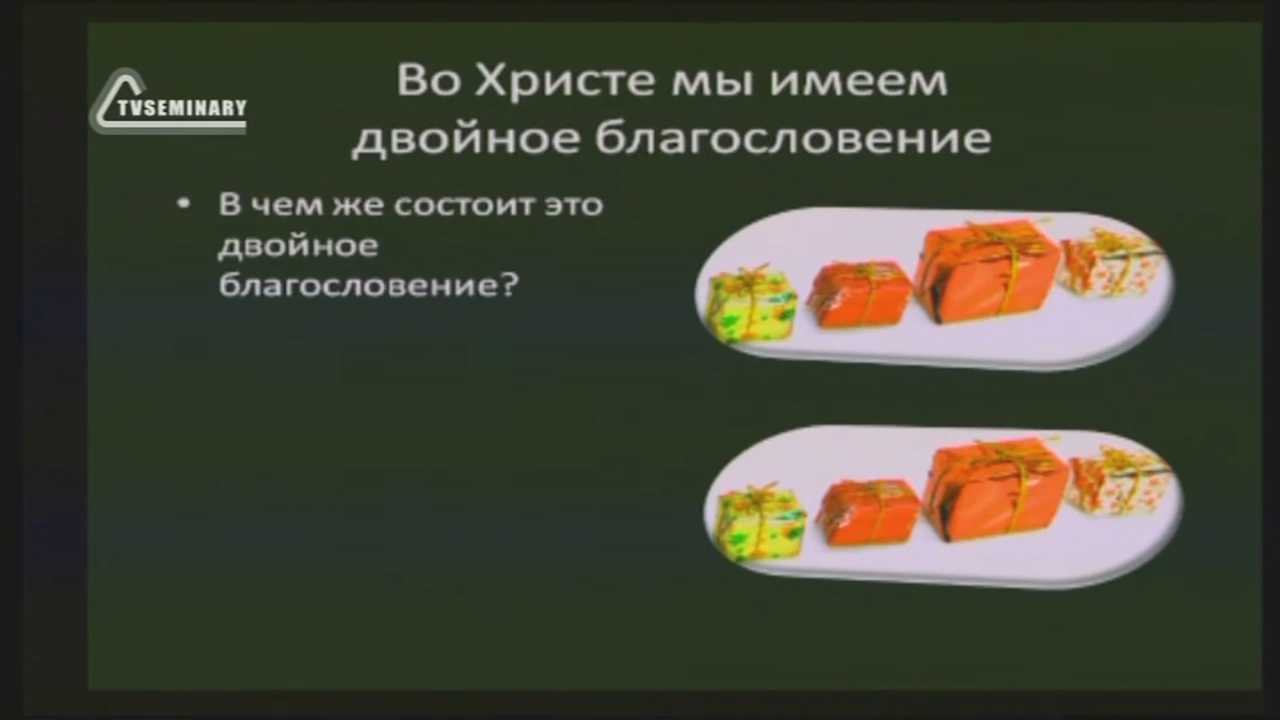 TVSEMINARY
Во Христе мы имеем
двойное благословение
• В чем же состоит это
двойное
благословение?